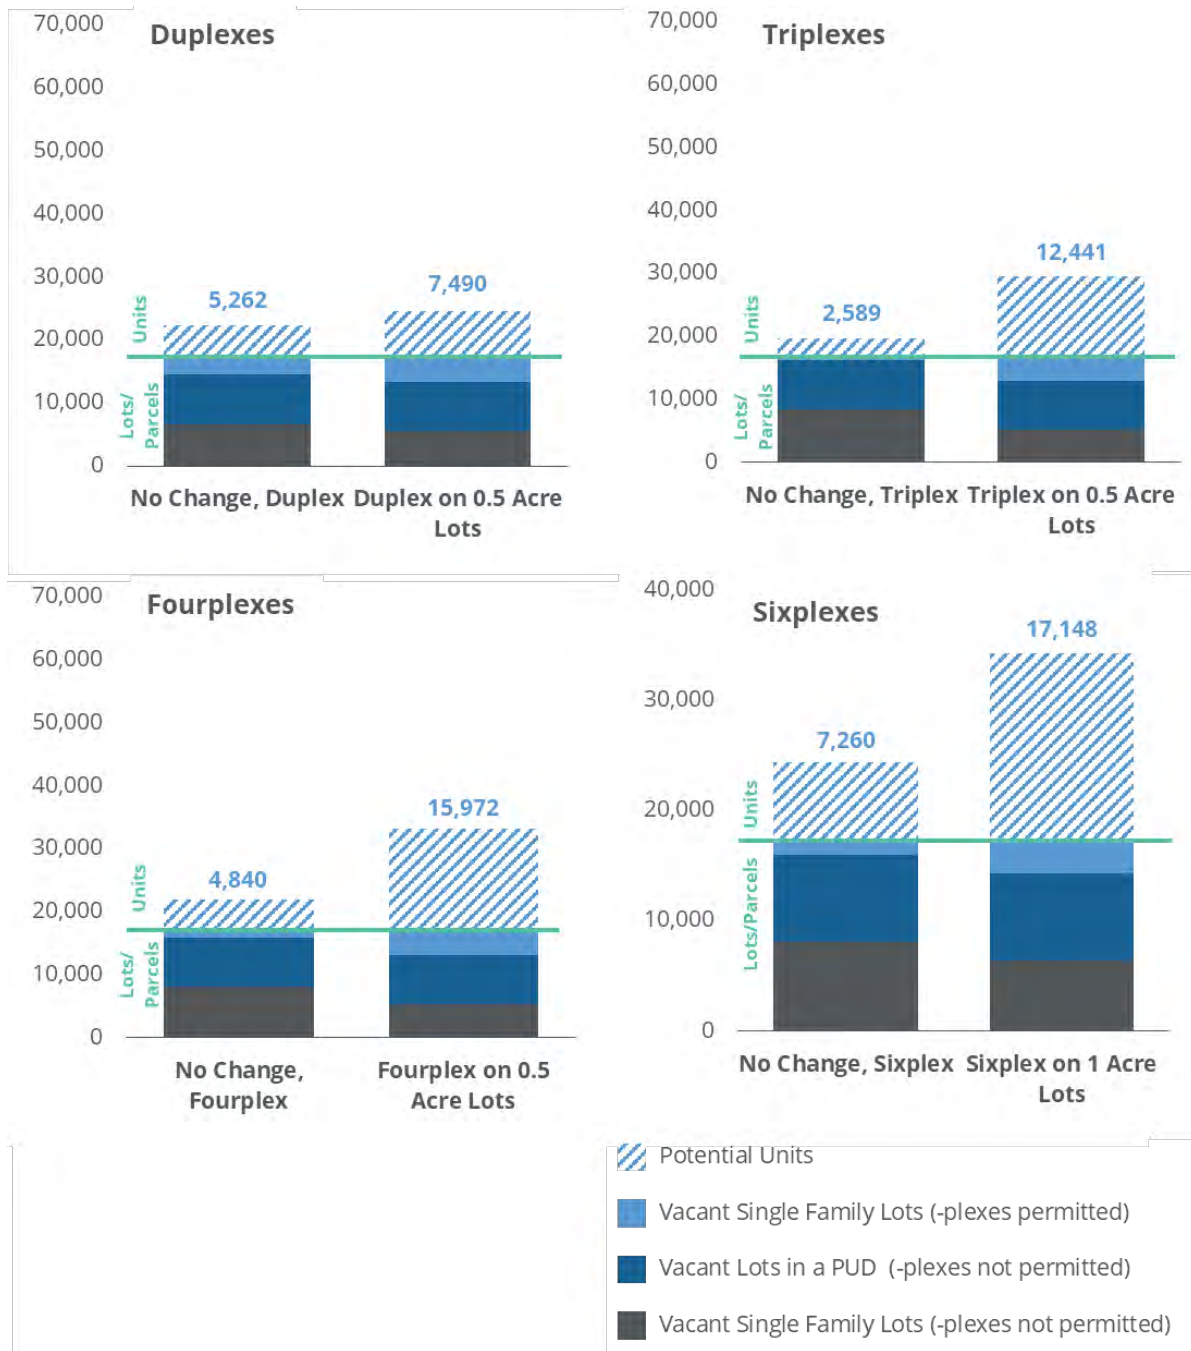 Duplexes
70,000
60,000
50,000
40,000
30,000
20,000
10,000
0
Units
Lots/
Parcels
5,262
7,490
No Change, Duplex
Duplex on 0.5 Acre
Lots
Triplexes
70,000
60,000
50,000
40,000
30,000
20,000
10,000
0
Units
Lots/
Parcels
2,589
12,441
No Change, Triplex
Triplex on 0.5 Acre
Lots
Fourplexes
70,000
60,000
50,000
40,000
30,000
20,000
10,000
0
Units
Lots/
Parcels
4,840
15,972
No Change,
Fourplex
Fourplex on 0.5
Acre Lots
Sixplexes
40,000
30,000
20,000
10,000
0
Units
Lots/Parcels
7,260
17,148
No Change, Sixplex
Sixplex on 1 Acre
Lots
Potential Units
Vacant Single Family Lots (-plexes permitted)
Vacant Lots in a PUD (-plexes not permitted)
Vacant Single Family Lots (-plexes not permitted)